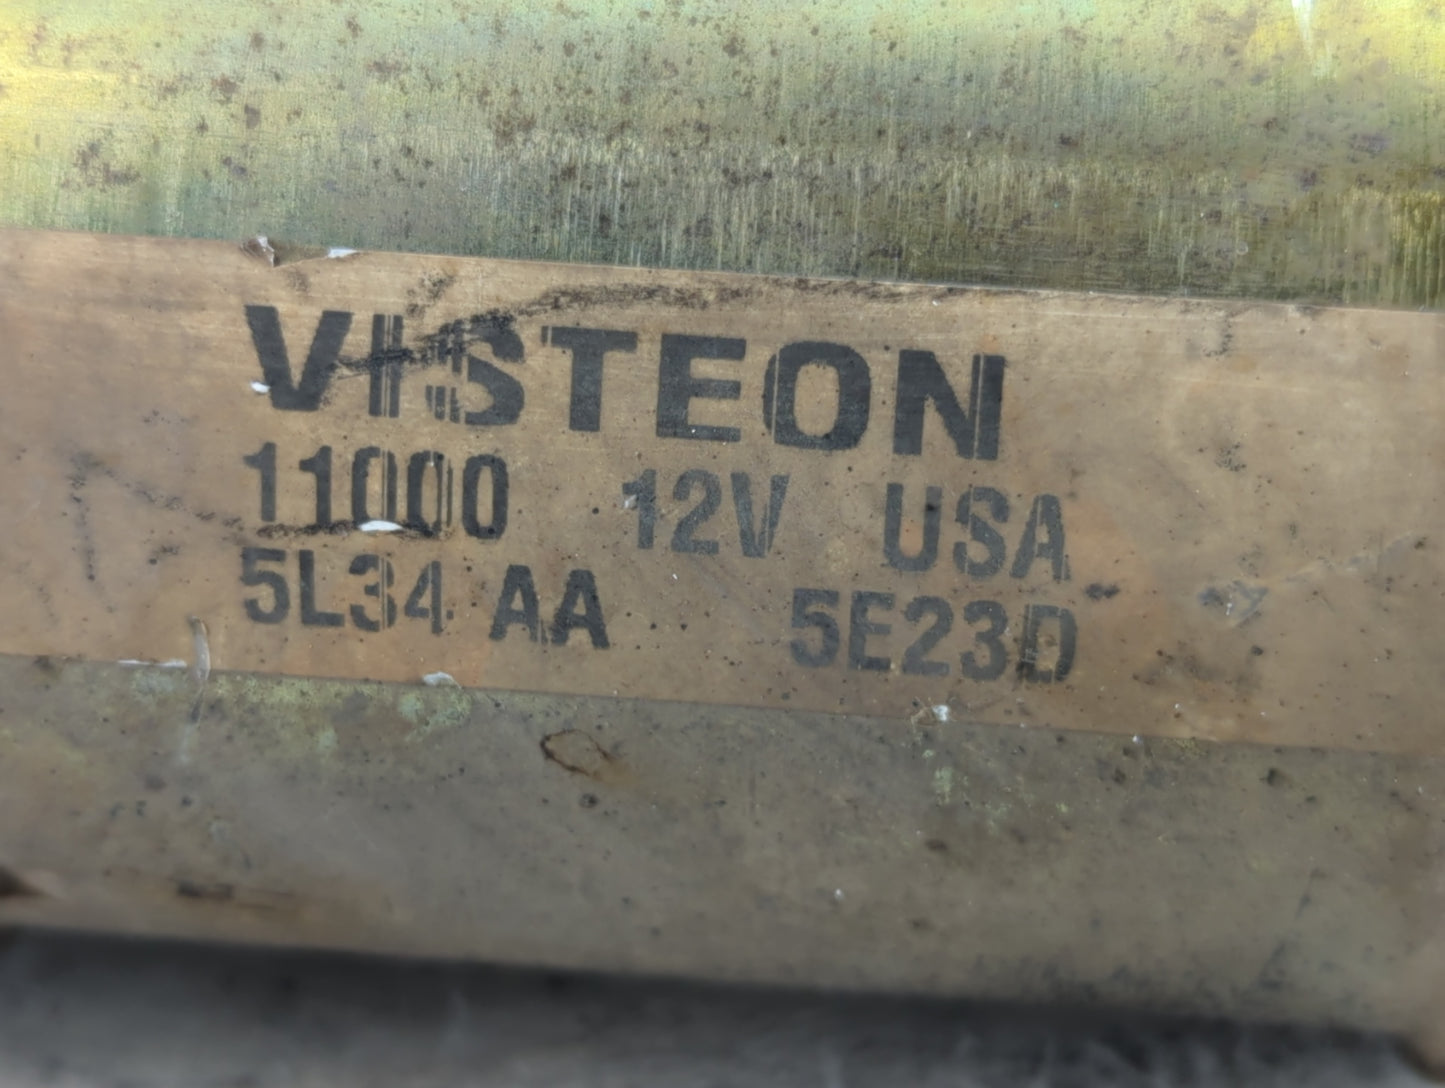 VISTEON
11000 12V USA
5L34 AA 5E23D